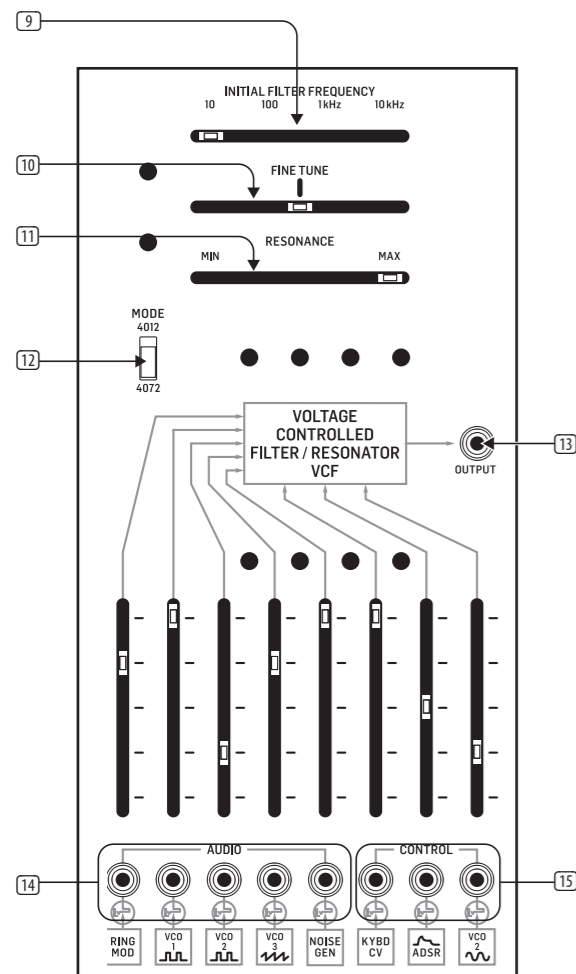 9
INITIAL FILTER FREQUENCY
10 100 1kHz 10kHz
10
FINE TUNE
11
RESONANCE
MIN MAX
MODE
4012
12
4072
VOLTAGE
CONTROLLED
FILTER / RESONATOR
VCF
13
OUTPUT
AUDIO CONTROL
14 15
RING
MOD
VCO
1
VCO
2
VCO
3
NOISE
GEN
KYBD
CV
ADSR
VCO
2